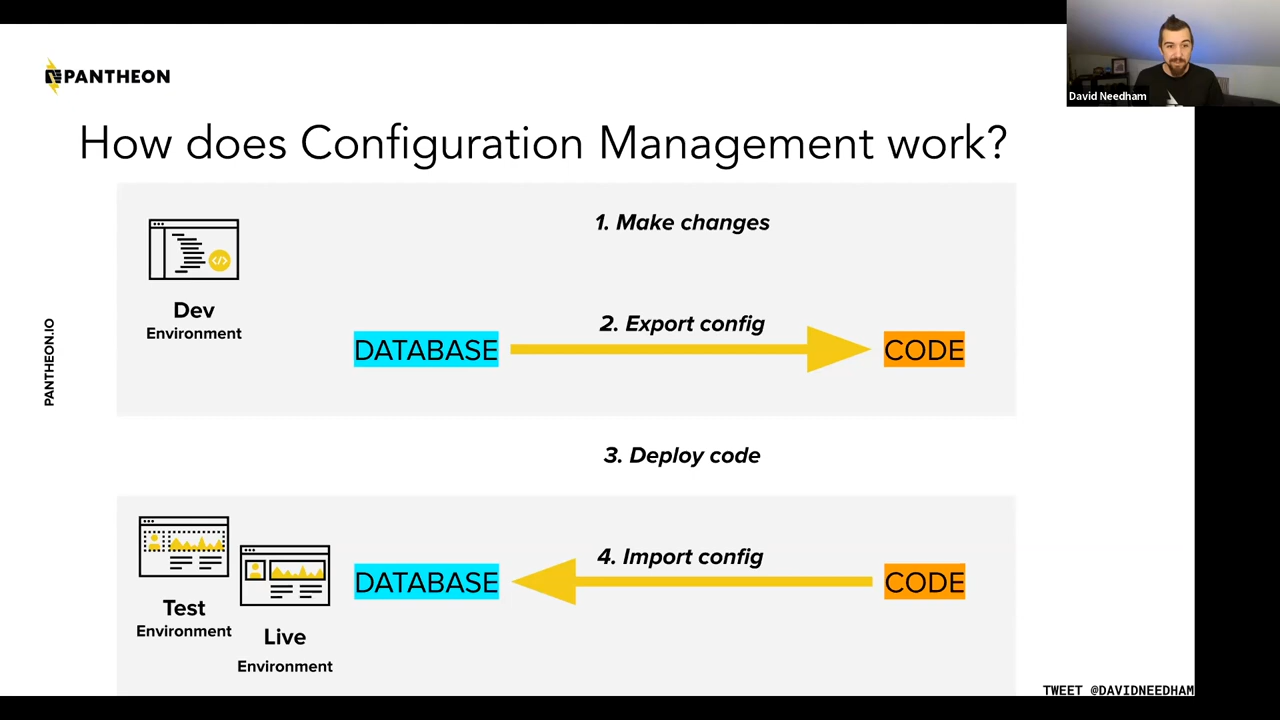 PANTHEON
David Needham
How does Configuration Management work?
1. Make changes
Dev
Environment
2. Export config
DATABASE
CODE
PANTHEON.IO
3. Deploy code
4. Import config
DATABASE
CODE
Test
Environment
Live
Environment
TWEET @DAVIDNEEDHAM